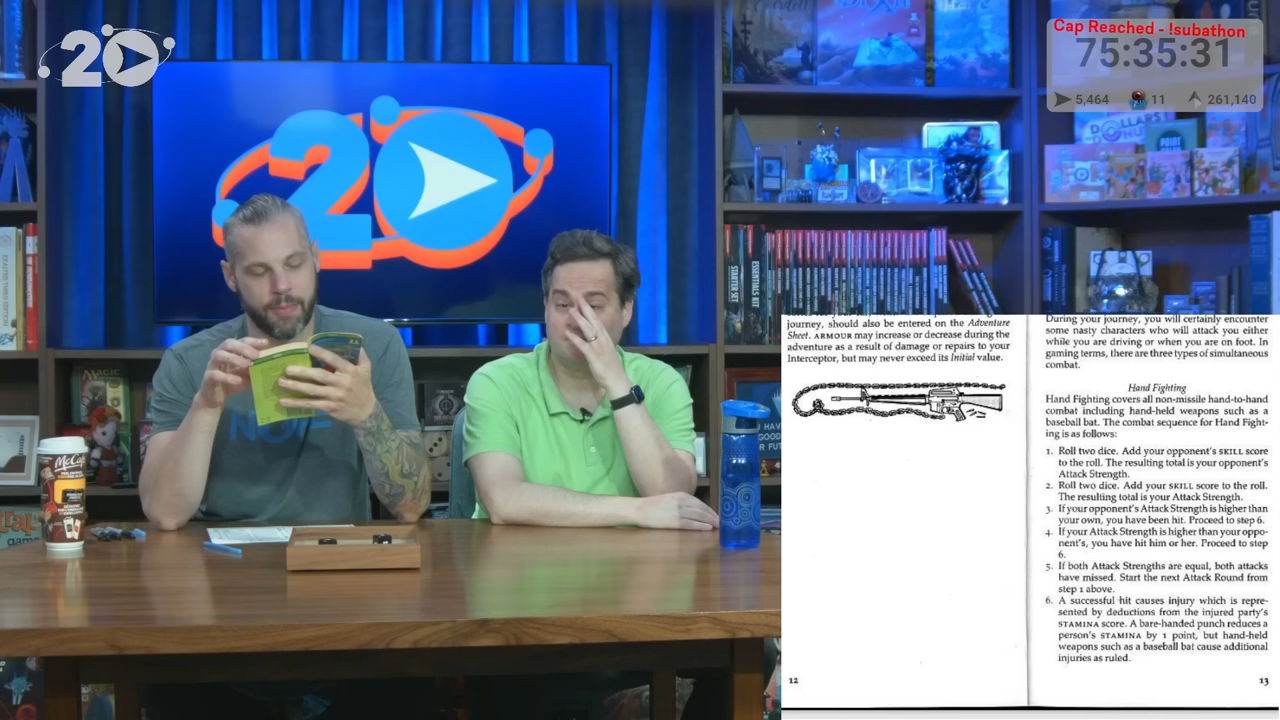 20
Cap Reached - !subathon
75:35:31
5,464
11
261,140
20
DOLLARS
STARTER SET
ESSENTIALS KIT
MAGIC
McCafé
journey, should also be entered on the Adventure
Sheet. ARMOUR may increase or decrease during the
adventure as a result of damage or repairs to your
Interceptor, but may never exceed its Initial value.
12
During your journey, you will certainly encounter
some nasty characters who will attack you either
while you are driving or when you are on foot. In
gaming terms, there are three types of simultaneous
combat.
Hand Fighting
Hand Fighting covers all non-missile hand-to-hand
combat including hand-held weapons such as a
baseball bat. The combat sequence for Hand Fight-
ing is as follows:
1. Roll two dice. Add your opponent's SKILL score
to the roll. The resulting total is your opponent's
Attack Strength.
2. Roll two dice. Add your SKILL score to the roll.
The resulting total is your Attack Strength.
3. If your opponent's Attack Strength is higher than
your own, you have been hit. Proceed to step 6.
4. If your Attack Strength is higher than your oppo-
nent's, you have hit him or her. Proceed to step
6.
5. If both Attack Strengths are equal, both attacks
have missed. Start the next Attack Round from
step 1 above.
6. A successful hit causes injury which is repre-
sented by deductions from the injured party's
STAMINA score. A bare-handed punch reduces a
person's STAMINA by 1 point, but hand-held
weapons such as a baseball bat cause additional
injuries as ruled.
13